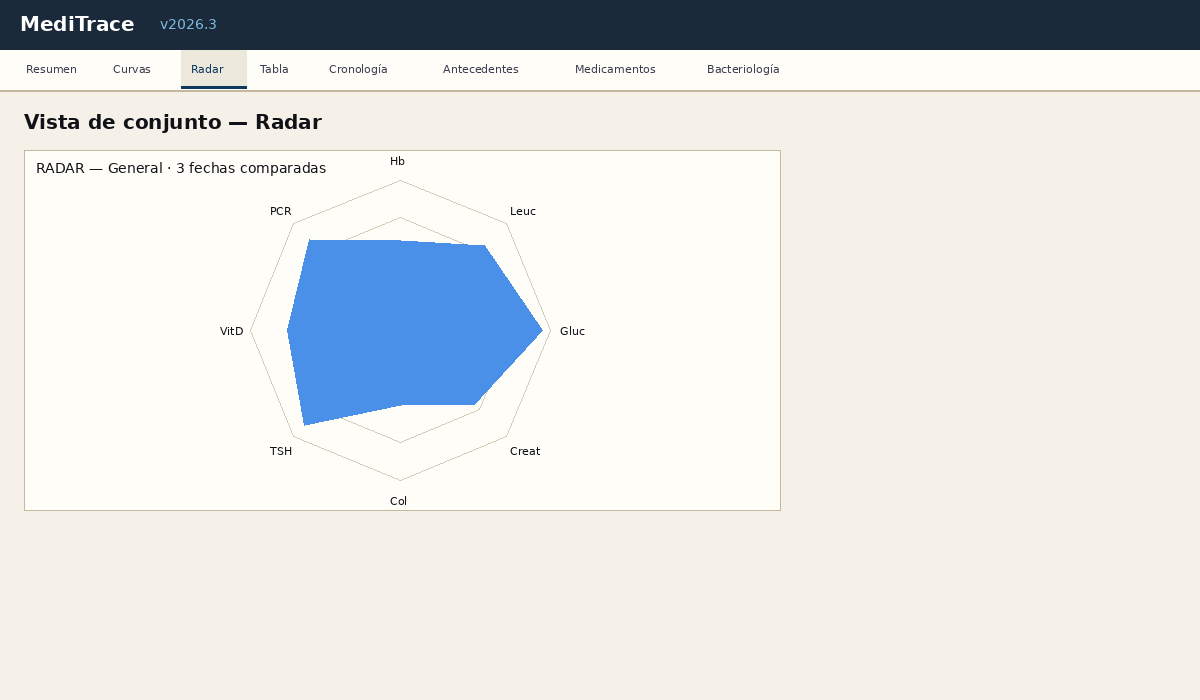 MediTrace v2026.3
Resumen Curvas Radar Tabla Cronología Antecedentes Medicamentos Bacteriología
Vista de conjunto — Radar
RADAR — General · 3 fechas comparadas
Hb
PCR Leuc
VitD Gluc
TSH Creat
Col